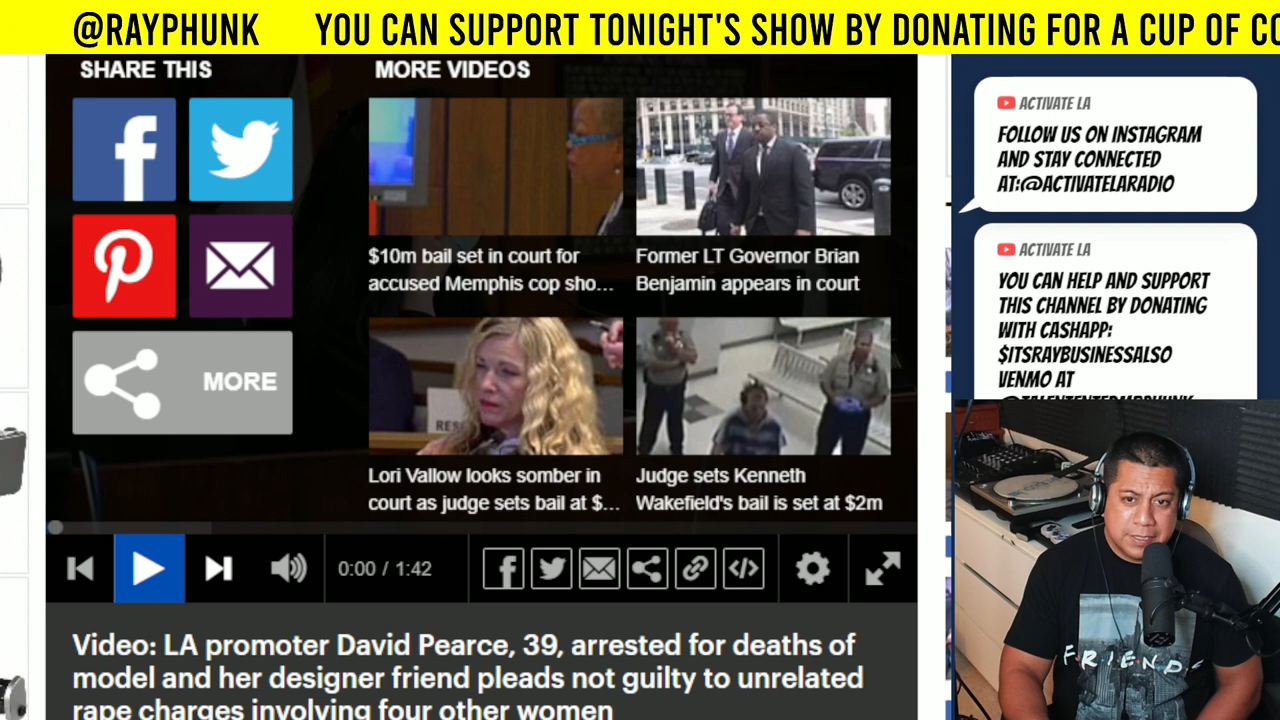 @RAYPHUNK YOU CAN SUPPORT TONIGHT'S SHOW BY DONATING FOR A CUP OF CO
SHARE THIS
MORE
MORE VIDEOS
$10m bail set in court for
accused Memphis cop sho...
Former LT Governor Brian
Benjamin appears in court
Lori Vallow looks somber in
court as judge sets bail at $...
Judge sets Kenneth
Wakefield's bail is set at $2m
0:00 / 1:42
Video: LA promoter David Pearce, 39, arrested for deaths of
model and her designer friend pleads not guilty to unrelated
rape charges involving four other women
ACTIVATE LA
FOLLOW US ON INSTAGRAM
AND STAY CONNECTED
AT:@ACTIVATELARADIO
ACTIVATE LA
YOU CAN HELP AND SUPPORT
THIS CHANNEL BY DONATING
WITH CASHAPP:
$ITSRAYBUSINESSALSO
VENMO AT
FRIENDS